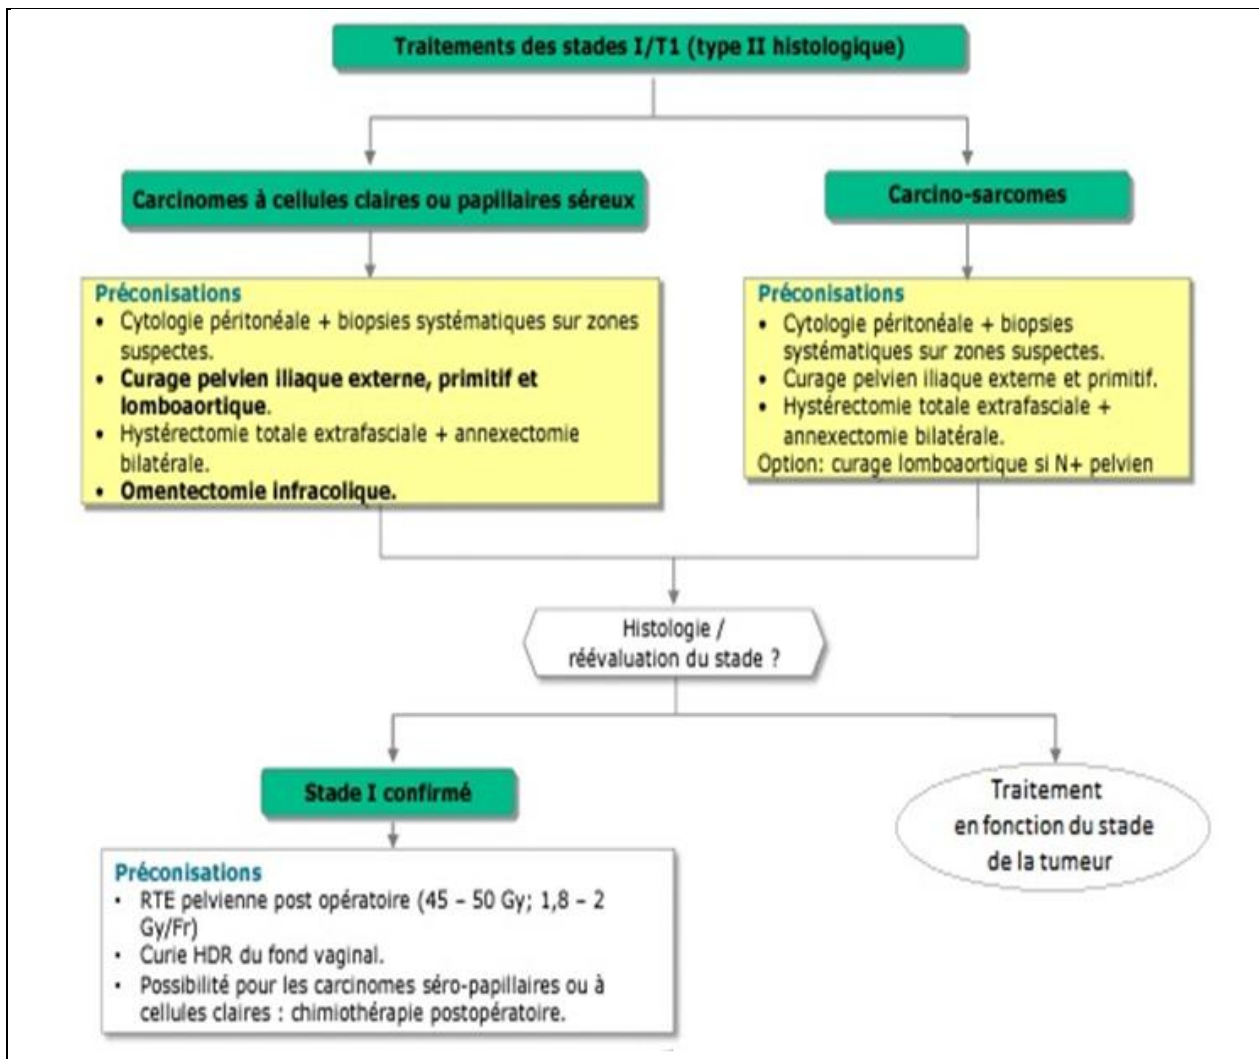 Traitements des stades I/T1 (type II histologique)
Carcinomes à cellules claires ou papillaires séreux
Carcino-sarcomes
Préconisations
• Cytologie péritonéale + biopsies systématiques sur zones
suspectes.
• Curage pelvien iliaque externe, primitif et
lomboaortique.
• Hystérectomie totale extrafasciale + annexectomie
bilatérale.
• Omentectomie infracolique.
Préconisations
• Cytologie péritonéale + biopsies
systématiques sur zones suspectes.
• Curage pelvien iliaque externe et primitif.
• Hystérectomie totale extrafasciale +
annexectomie bilatérale.
Option: curage lomboaortique si N+ pelvien
Histologie /
réévaluation du stade ?
Stade I confirmé
Traitement
en fonction du stade
de la tumeur
Préconisations
• RTE pelvienne post opératoire (45 – 50 Gy; 1,8 – 2
Gy/Fr)
• Curie HDR du fond vaginal.
• Possibilité pour les carcinomes séro-papillaires ou à
cellules claires : chimiothérapie postopératoire.